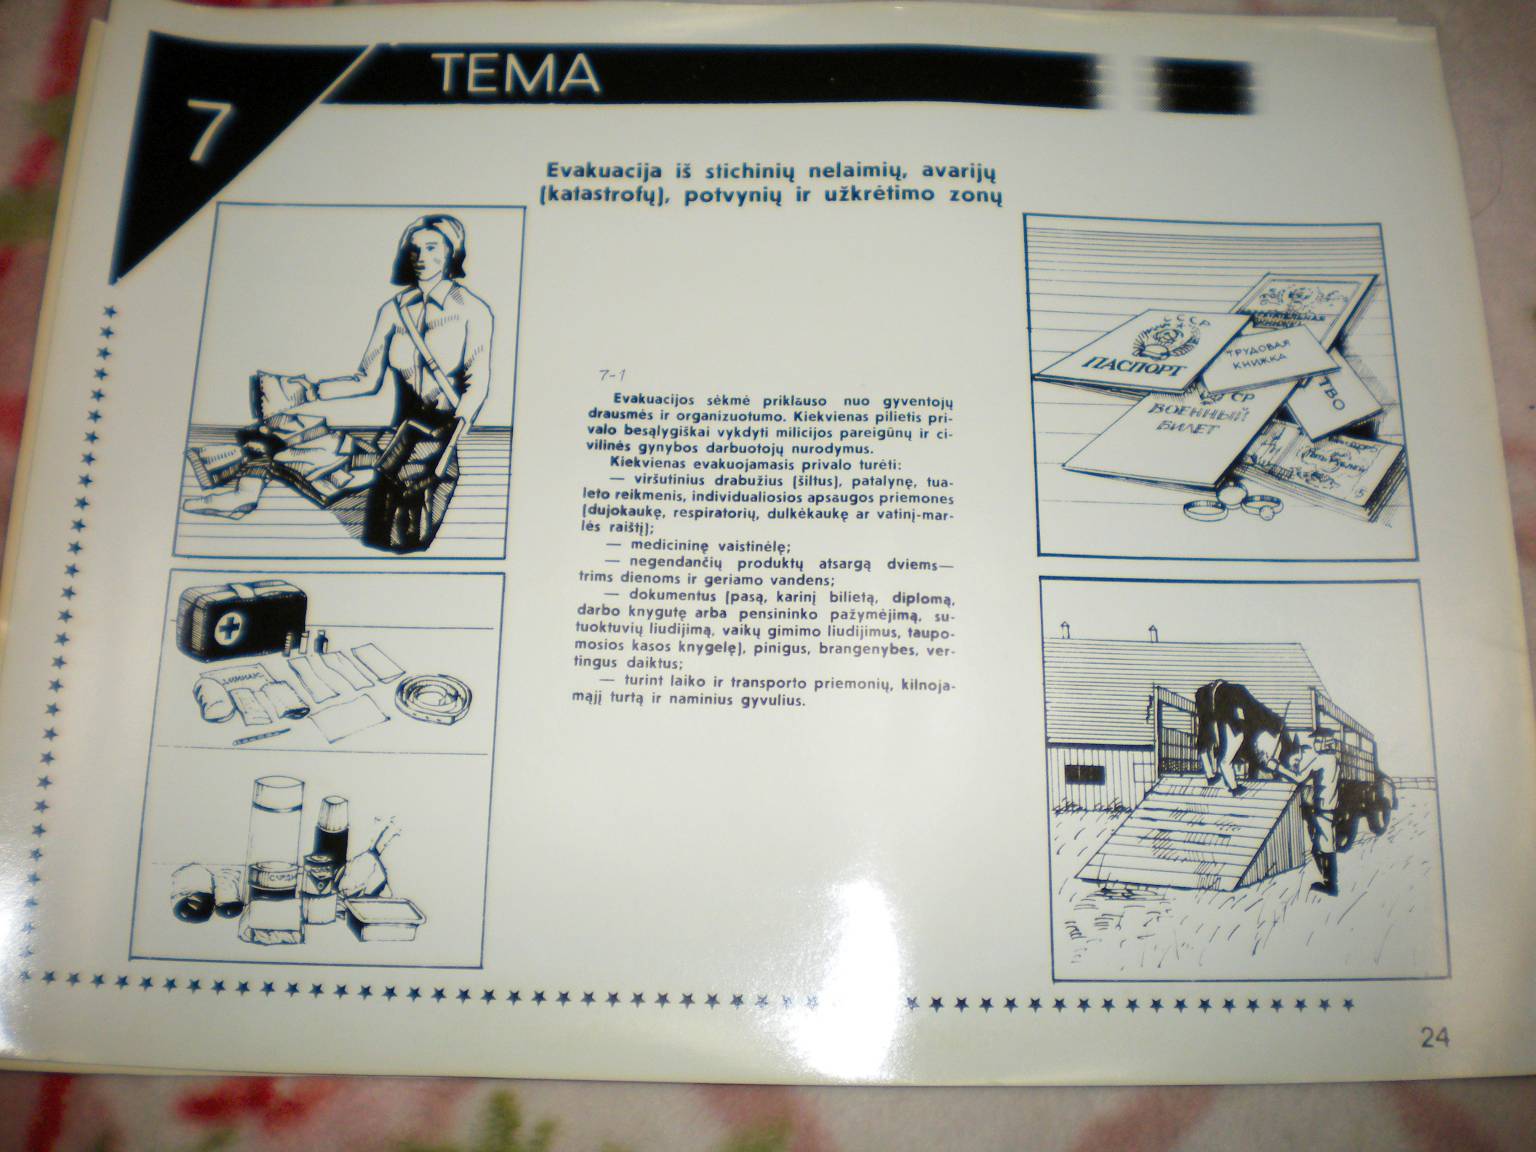 7
TEMA
Evakuacija iš stichinių nelaimių, avarijų
(katastrofų), potvynių ir užkrėtimo zonų
7-1
Evakuacijos sėkmė priklauso nuo gyventojų
drausmės ir organizuotumo. Kiekvienas pilietis pri-
valo besąlygiškai vykdyti milicijos pareigūnų ir ci-
vilinės gynybos darbuotojų nurodymus.
Kiekvienas evakuojamasis privalo turėti:
— viršutinius drabužius (šiltus), patalynę, tua-
leto reikmenis, individualiosios apsaugos priemones
(dujokaukę, respiratorių, dulkėkaukę ar vatinį-mar-
lės raištį);
— medicininę vaistinėlę;
— negendančių produktų atsargą dviems—
trims dienoms ir geriamo vandens;
— dokumentus (pasą, karinį bilietą, diplomą,
darbo knygutę arba pensininko pažymėjimą, su-
tuoktuvių liudijimą, vaikų gimimo liudijimus, taupo-
mosios kasos knygelę), pinigus, brangenybes, ver-
tingus daiktus;
— turint laiko ir transporto priemonių, kilnoja-
mąjį turtą ir naminius gyvulius.
СССР
ПАСПОРТ
ТРУДОВАЯ
КНИЖКА
ТВО
СР
ВОЕННЫЙ
БИЛЕТ
5
24